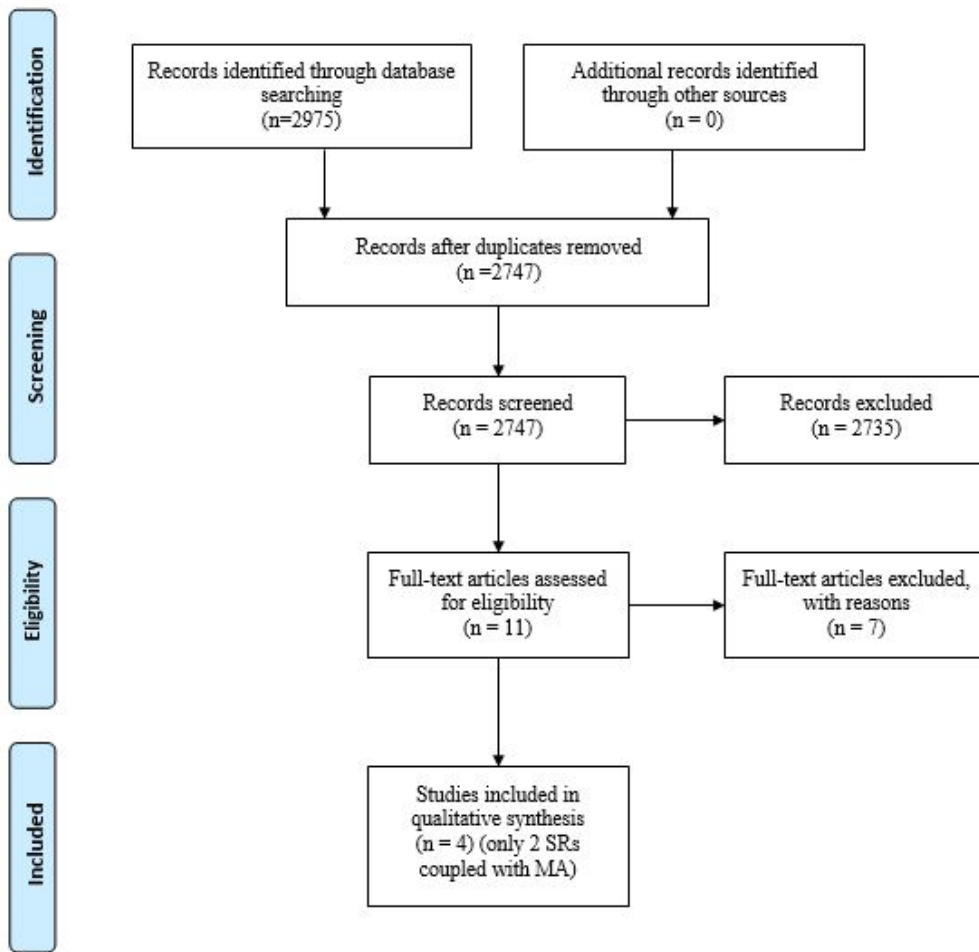 Identification
Records identified through database
searching
(n=2975)
Additional records identified
through other sources
(n = 0)
Records after duplicates removed
(n =2747)
Screening
Records screened
(n = 2747)
Records excluded
(n = 2735)
Eligibility
Full-text articles assessed
for eligibility
(n = 11)
Full-text articles excluded,
with reasons
(n = 7)
Included
Studies included in
qualitative synthesis
(n = 4) (only 2 SRs
coupled with MA)